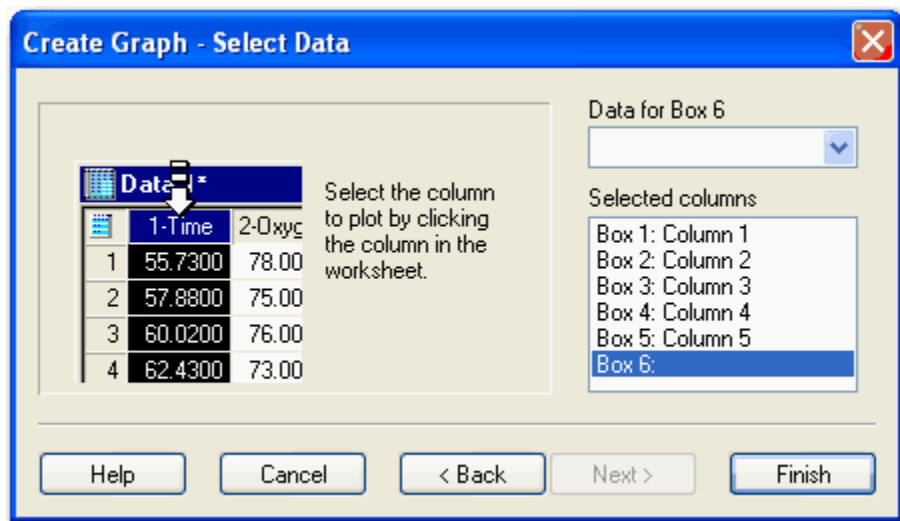 Create Graph - Select Data
Data for Box 6
Selected columns
Box 1: Column 1
Box 2: Column 2
Box 3: Column 3
Box 4: Column 4
Box 5: Column 5
Box 6:
1-Time 2-Oxyg
1 55.7300 78.00
2 57.8800 75.00
3 60.0200 76.00
4 62.4300 73.00
Select the column
to plot by clicking
the column in the
worksheet.
Help Cancel < Back Next > Finish